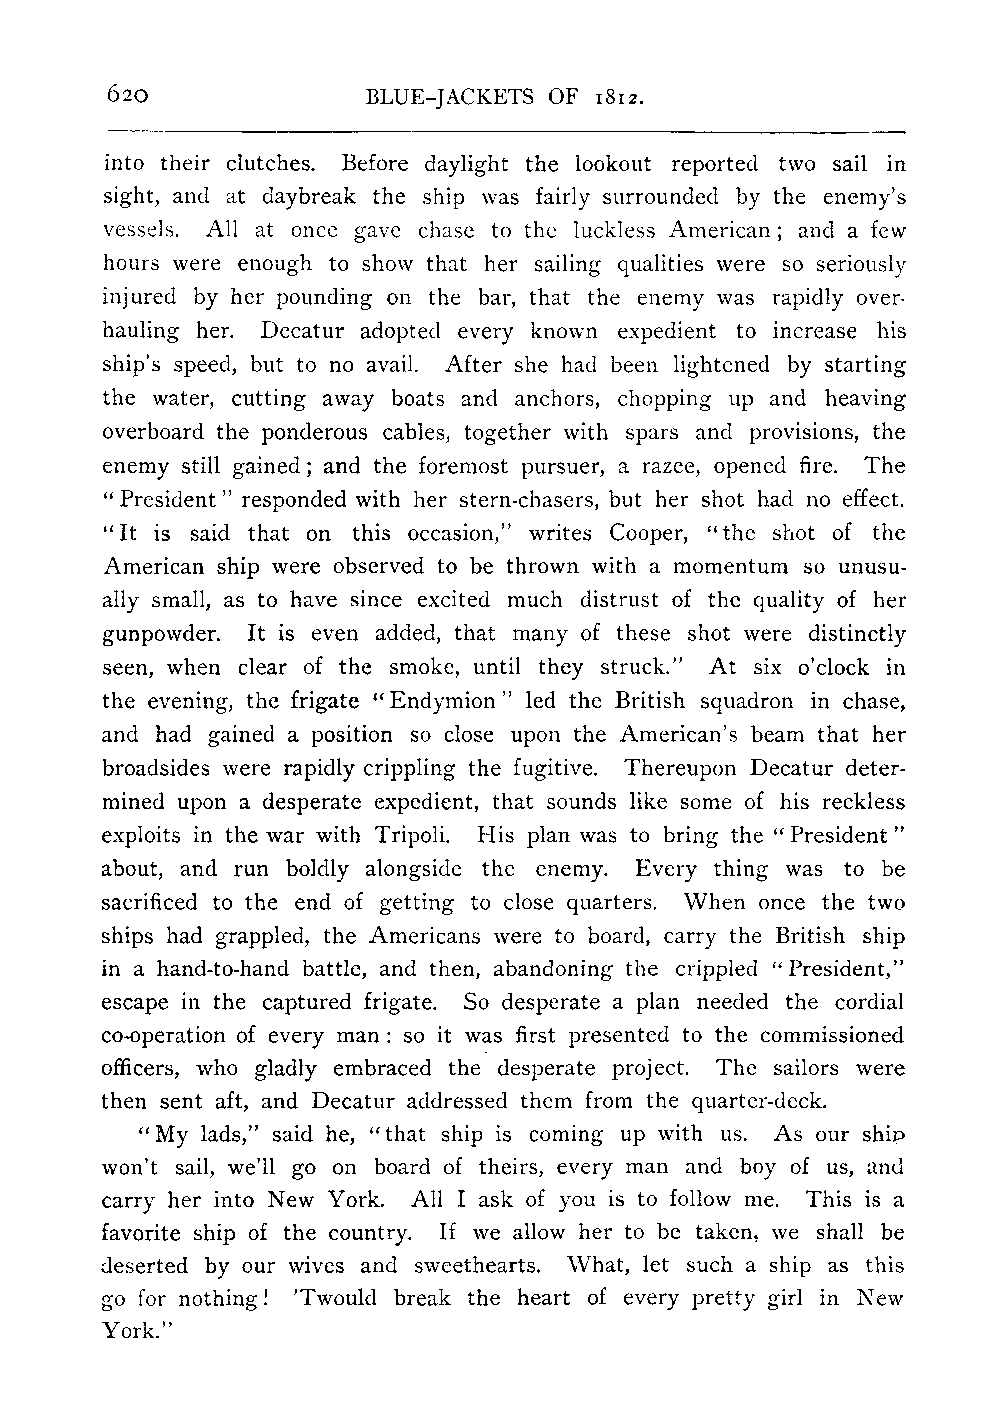 620 BLUE-JACKETS OF 1812.
into their clutches. Before daylight the lookout reported two sail in
sight, and at daybreak the ship was fairly surrounded by the enemy's
vessels. All at once gave chase to the luckless American; and a few
hours were enough to show that her sailing qualities were so seriously
injured by her pounding on the bar, that the enemy was rapidly over-
hauling her. Decatur adopted every known expedient to increase his
ship's speed, but to no avail. After she had been lightened by starting
the water, cutting away boats and anchors, chopping up and heaving
overboard the ponderous cables, together with spars and provisions, the
enemy still gained; and the foremost pursuer, a razee, opened fire. The
"President" responded with her stern-chasers, but her shot had no effect.
"It is said that on this occasion," writes Cooper, "the shot of the
American ship were observed to be thrown with a momentum so unusu-
ally small, as to have since excited much distrust of the quality of her
gunpowder. It is even added, that many of these shot were distinctly
seen, when clear of the smoke, until they struck." At six o'clock in
the evening, the frigate "Endymion" led the British squadron in chase,
and had gained a position so close upon the American's beam that her
broadsides were rapidly crippling the fugitive. Thereupon Decatur deter-
mined upon a desperate expedient, that sounds like some of his reckless
exploits in the war with Tripoli. His plan was to bring the "President"
about, and run boldly alongside the enemy. Every thing was to be
sacrificed to the end of getting to close quarters. When once the two
ships had grappled, the Americans were to board, carry the British ship
in a hand-to-hand battle, and then, abandoning the crippled "President,"
escape in the captured frigate. So desperate a plan needed the cordial
co-operation of every man: so it was first presented to the commissioned
officers, who gladly embraced the desperate project. The sailors were
then sent aft, and Decatur addressed them from the quarter-deck.
"My lads," said he, "that ship is coming up with us. As our ship
won't sail, we'll go on board of theirs, every man and boy of us, and
carry her into New York. All I ask of you is to follow me. This is a
favorite ship of the country. If we allow her to be taken, we shall be
deserted by our wives and sweethearts. What, let such a ship as this
go for nothing! 'Twould break the heart of every pretty girl in New
York."